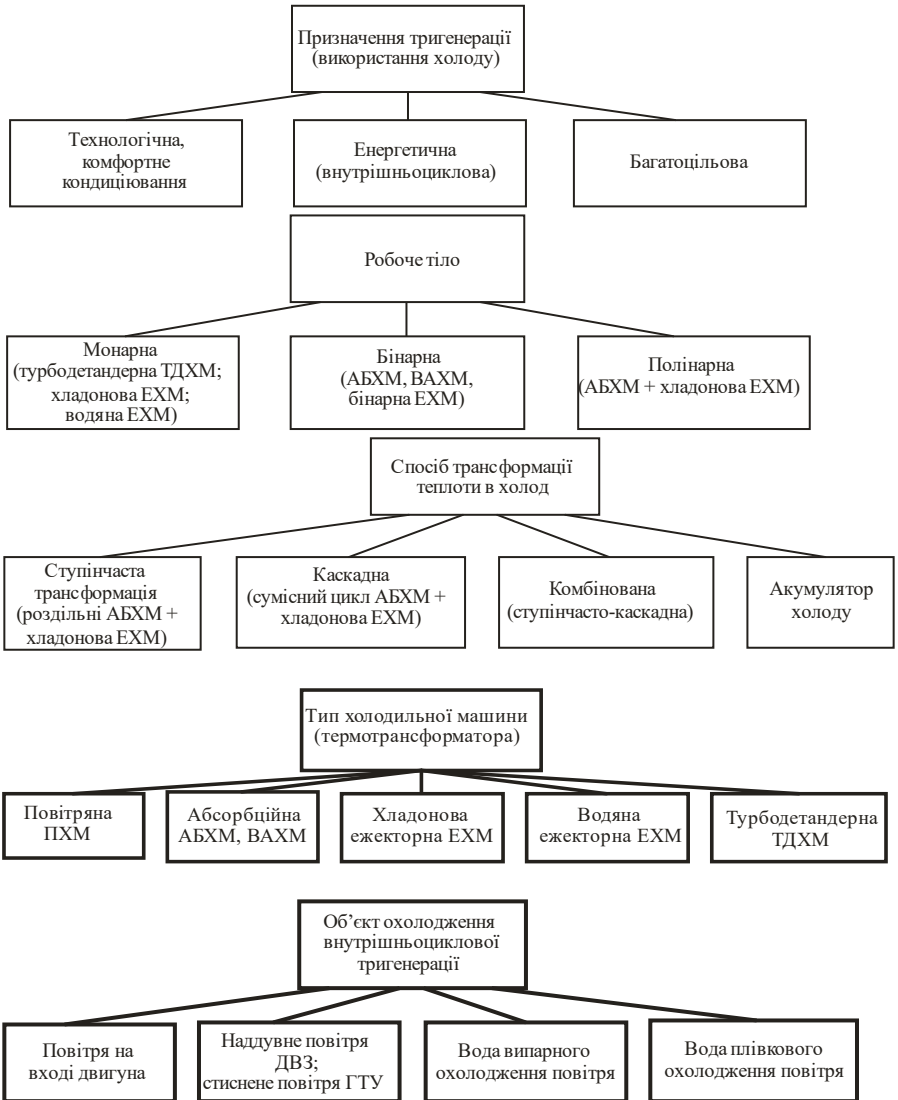 Призначення тригенерації
(використання холоду)
Технологічна,
комфортне
кондиціювання
Енергетична
(внутрішньоциклова)
Багатоцільова
Робоче тіло
Монарна
(турбодетандерна ТДХМ;
хладонова ЕХМ;
водяна ЕХМ)
Бінарна
(АБХМ, ВАХМ,
бінарна ЕХМ)
Полінарна
(АБХМ + хладонова ЕХМ)
Спосіб трансформації
теплоти в холод
Ступінчаста
трансформація
(роздільні АБХМ +
хладонова ЕХМ)
Каскадна
(сумісний цикл АБХМ +
хладонова ЕХМ)
Комбінована
(ступінчасто-каскадна)
Акумулятор
холоду
Тип холодильної машини
(термотрансформатора)
Повітряна
ПХМ
Абсорбційна
АБХМ, ВАХМ
Хладонова
ежекторна ЕХМ
Водяна
ежекторна ЕХМ
Турбодетандерна
ТДХМ
Об’єкт охолодження
внутрішньоциклової
тригенерації
Повітря на
вході двигуна
Наддувне повітря
ДВЗ;
стиснене повітря ГТУ
Вода випарного
охолодження повітря
Вода плівкового
охолодження повітря